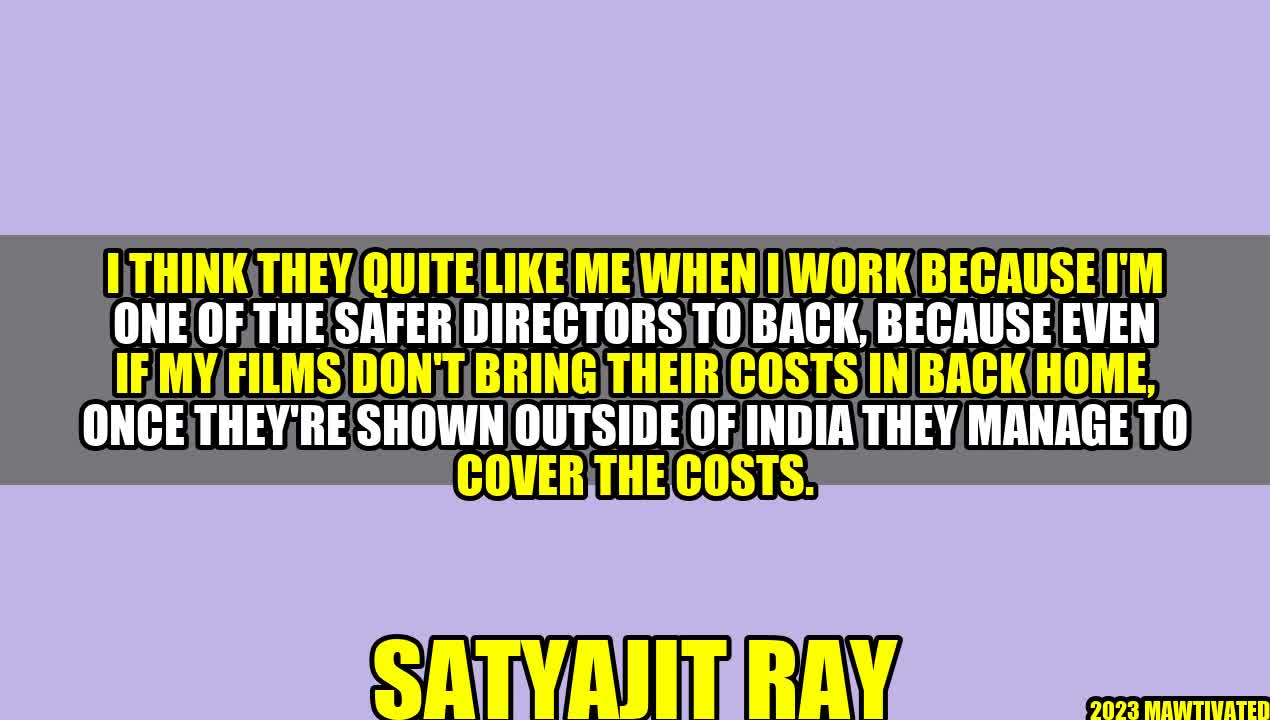 I THINK THEY QUITE LIKE ME WHEN I WORK BECAUSE I'M
ONE OF THE SAFER DIRECTORS TO BACK, BECAUSE EVEN
IF MY FILMS DON'T BRING THEIR COSTS IN BACK HOME,
ONCE THEY'RE SHOWN OUTSIDE OF INDIA THEY MANAGE TO
COVER THE COSTS.
SATYAJIT RAY
2023 MAWTIVATED